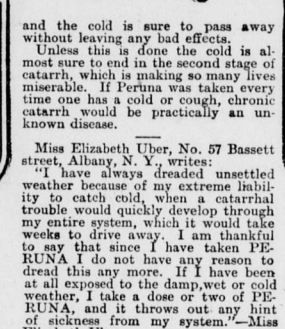 and the cold is sure to pass away
without leaving any bad effects.
Unless this is done the cold is al-
most sure to end in the second stage of
catarrh, which is making so many lives
miserable. If Peruna was taken every
time one has a cold or cough, chronic
catarrh would be practically an un-
known disease.
Miss Elizabeth Uber, No. 57 Bassett
street, Albany, N. Y., writes:
"I have always dreaded unsettled
weather because of my extreme liabil-
ity to catch cold, when a catarrhal
trouble would quickly develop through
my entire system, which it would take
weeks to drive away. I am thankful
to say that since I have taken PE-
RUNA I do not have any reason to
dread this any more. If I have been
at all exposed to the damp,wet or cold
weather, I take a dose or two of PE-
RUNA, and it throws out any hint
of sickness from my system."—Miss